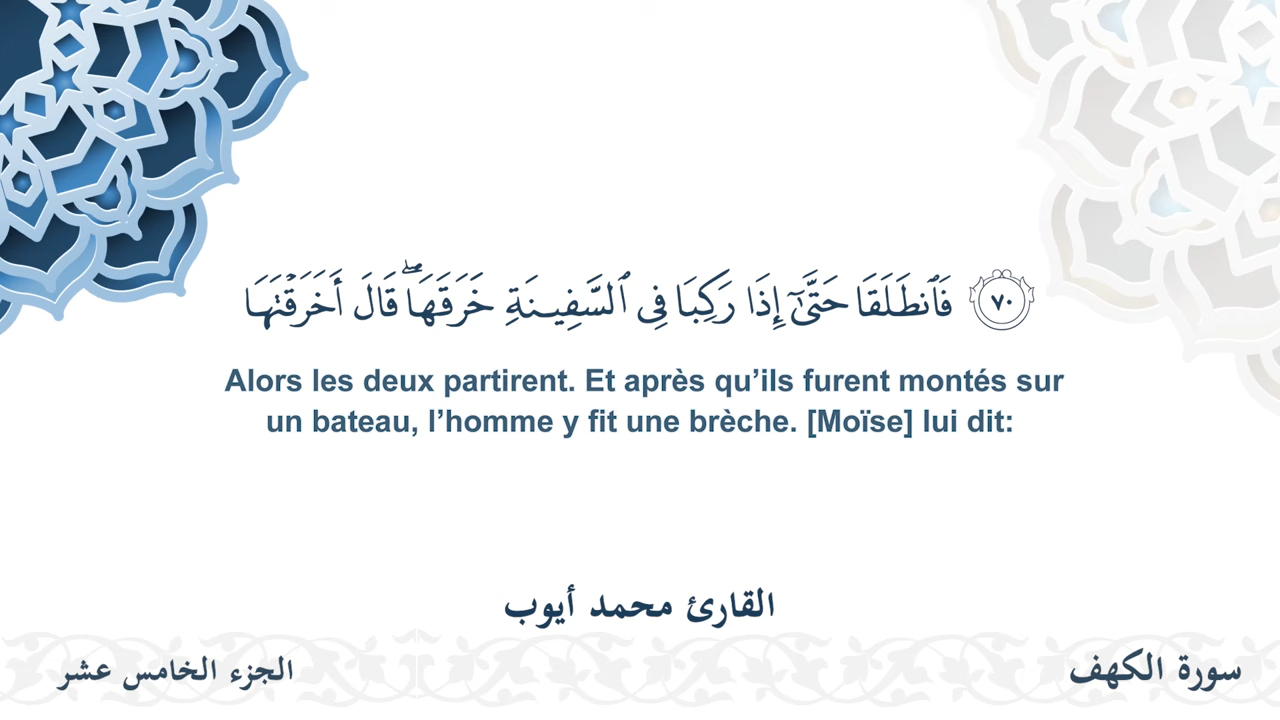 ۝٧٠ فَٱنطَلَقَا حَتَّىٰٓ إِذَا رَكِبَا فِى ٱلسَّفِينَةِ خَرَقَهَا ۖ قَالَ أَخَرَقْتَهَا
Alors les deux partirent. Et après qu’ils furent montés sur
un bateau, l’homme y fit une brèche. [Moïse] lui dit:
القارئ محمد أيوب
سورة الكهف
الجزء الخامس عشر